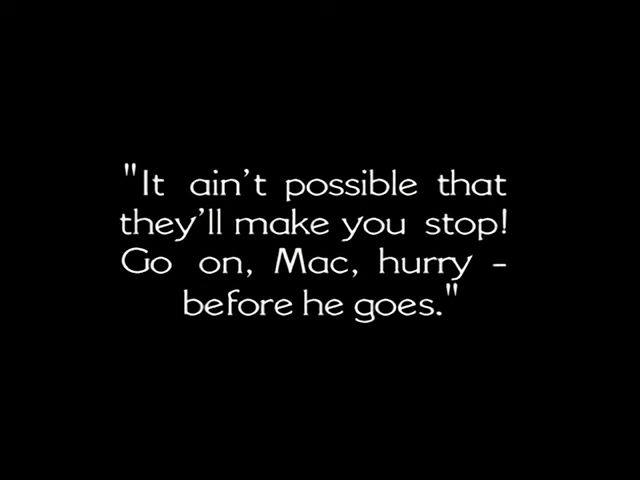 "It ain't possible that
they'll make you stop!
Go on, Mac, hurry -
before he goes."